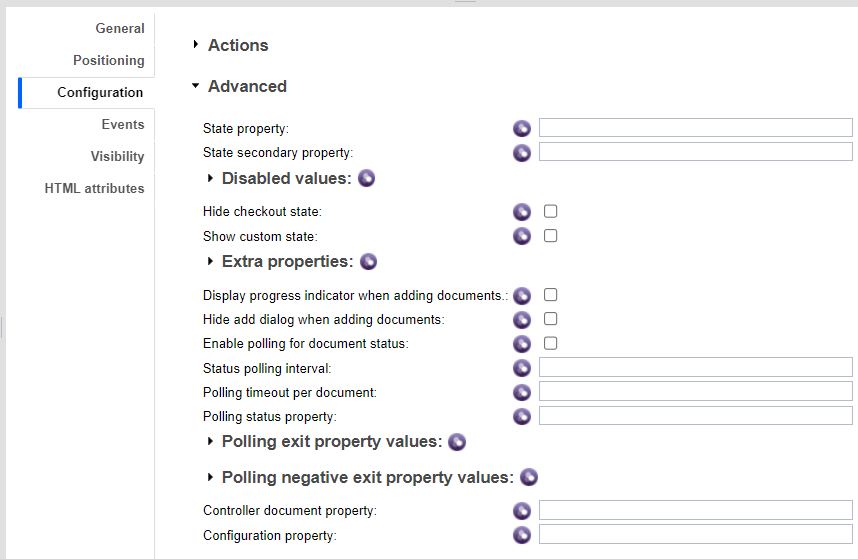 General
Positioning
Configuration
Events
Visibility
HTML attributes
Actions
Advanced
State property:
State secondary property:
Disabled values:
Hide checkout state:
Show custom state:
Extra properties:
Display progress indicator when adding documents.:
Hide add dialog when adding documents:
Enable polling for document status:
Status polling interval:
Polling timeout per document:
Polling status property:
Polling exit property values:
Polling negative exit property values:
Controller document property:
Configuration property: